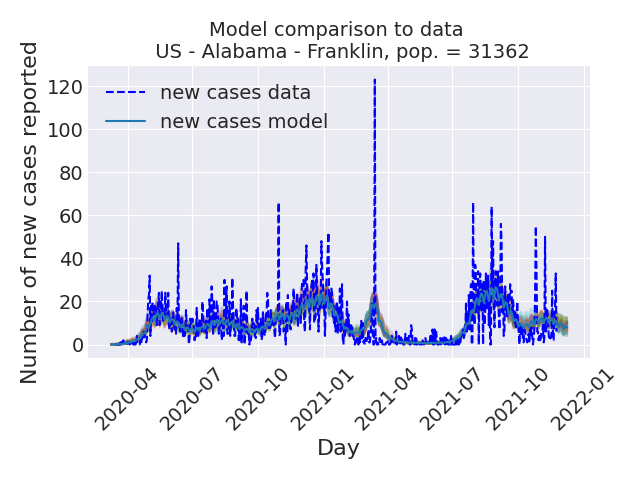 Model comparison to data
US - Alabama - Franklin, pop. = 31362
Number of new cases reported
120
100
80
60
40
20
0
new cases data
new cases model
2020-04
2020-07
2020-10
2021-01
2021-04
2021-07
2021-10
2022-01
Day